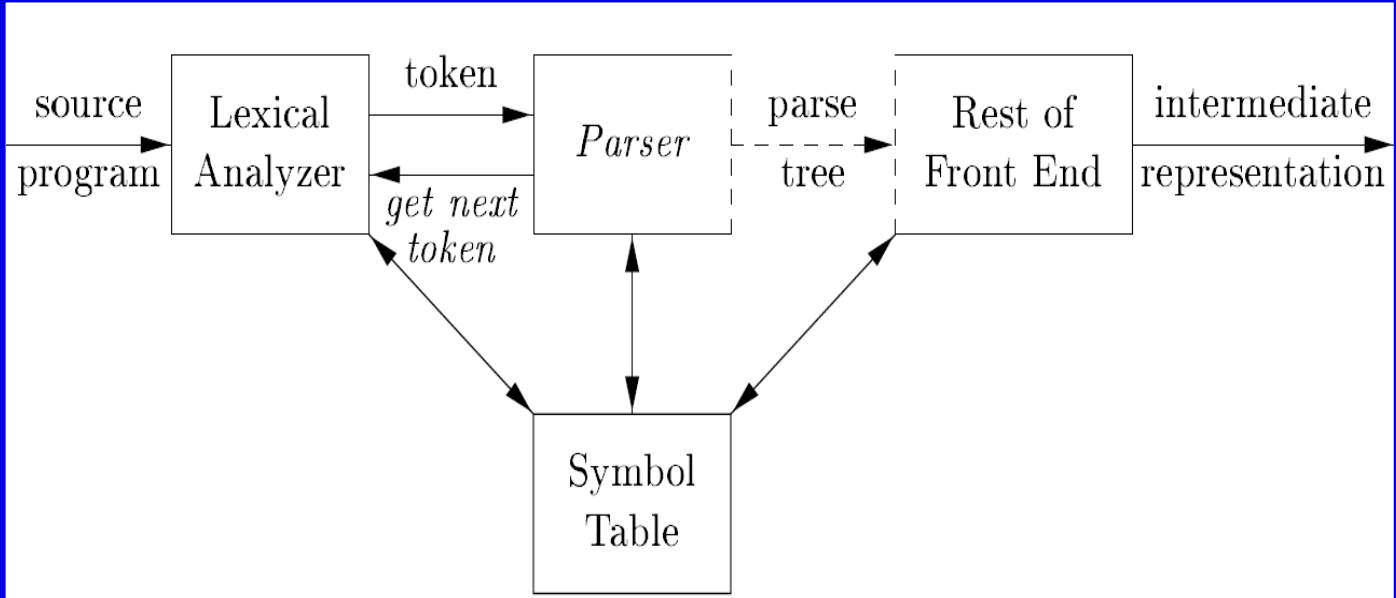 source
program
Lexical
Analyzer
token
get next
token
Parser
parse
tree
Rest of
Front End
intermediate
representation
Symbol
Table